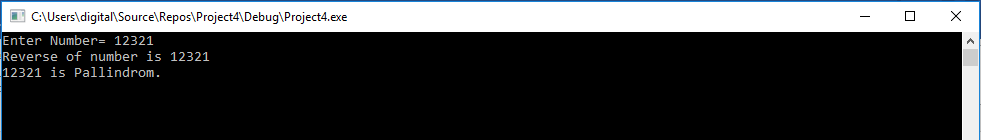 C:\Users\digital\Source\Repos\Project4\Debug\Project4.exe
Enter Number= 12321
Reverse of number is 12321
12321 is Pallindrom.